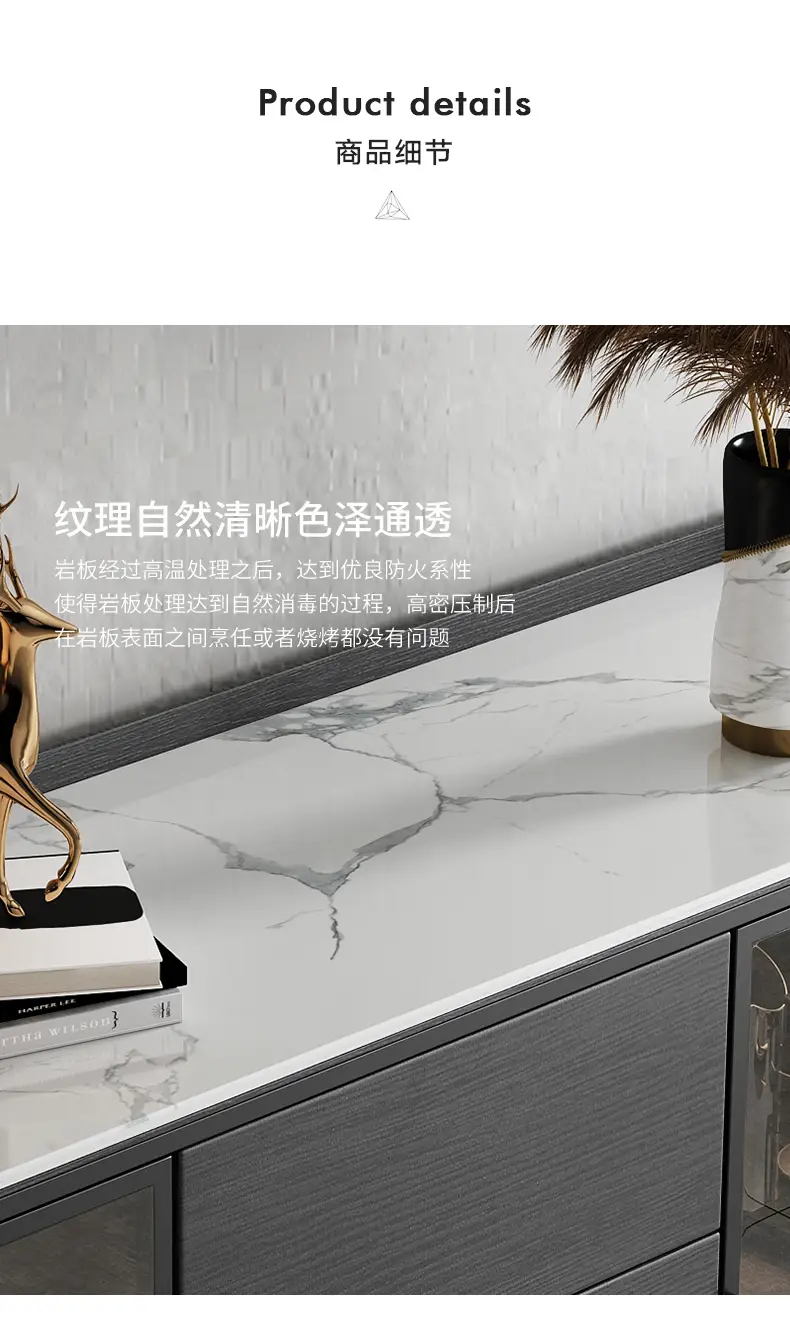 Product details
商品细节
纹理自然清晰色泽通透
岩板经过高温处理之后，达到优良防火系性
使得岩板处理达到自然消毒的过程，高密压制后
在岩板表面之间烹任或者烧烤都没有问题
HARPER LEE
RTHA WILSON}